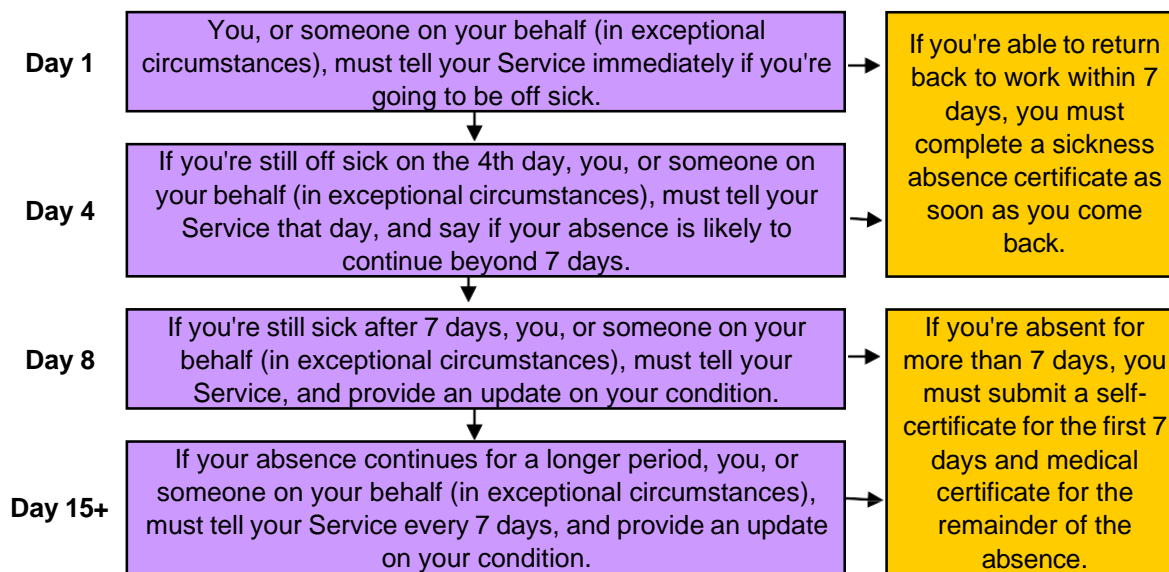 Day 1
You, or someone on your behalf (in exceptional
circumstances), must tell your Service immediately if you're
going to be off sick.
If you're able to return
back to work within 7
days, you must
complete a sickness
absence certificate as
soon as you come
back.
Day 4
If you're still off sick on the 4th day, you, or someone on
your behalf (in exceptional circumstances), must tell your
Service that day, and say if your absence is likely to
continue beyond 7 days.
Day 8
If you're still sick after 7 days, you, or someone on your
behalf (in exceptional circumstances), must tell your
Service, and provide an update on your condition.
If you're absent for
more than 7 days, you
must submit a self-
certificate for the first 7
days and medical
certificate for the
remainder of the
absence.
Day 15+
If your absence continues for a longer period, you, or
someone on your behalf (in exceptional circumstances),
must tell your Service every 7 days, and provide an update
on your condition.